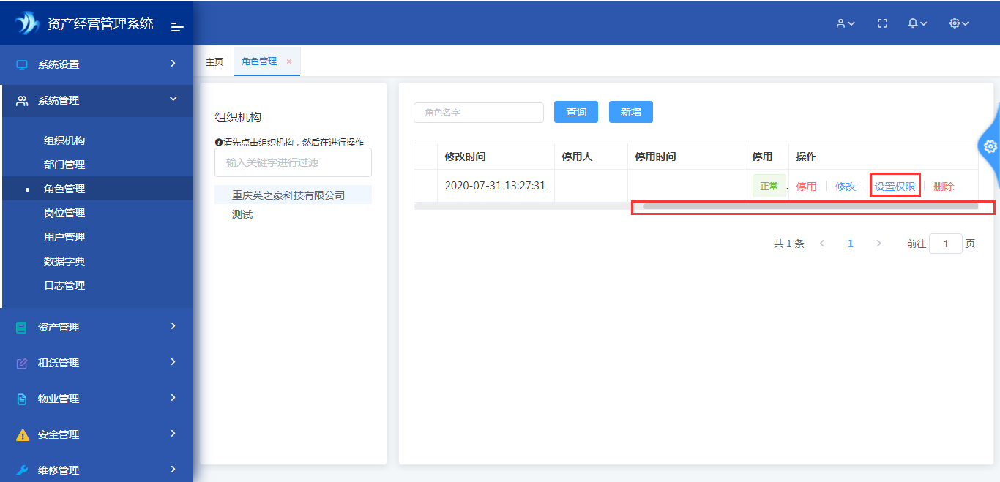 资产经营管理系统
系统设置
系统管理
组织机构
部门管理
角色管理
岗位管理
用户管理
数据字典
日志管理
资产管理
租赁管理
物业管理
安全管理
维修管理
主页
角色管理 ×
组织机构
请先点击组织机构，然后在进行操作
输入关键字进行过滤
重庆英之豪科技有限公司
测试
角色名字 查询 新增
修改时间 停用人 停用时间 停用 操作
2020-07-31 13:27:31 正常 停用 修改 设置权限 删除
共 1 条 1 前往 1 页